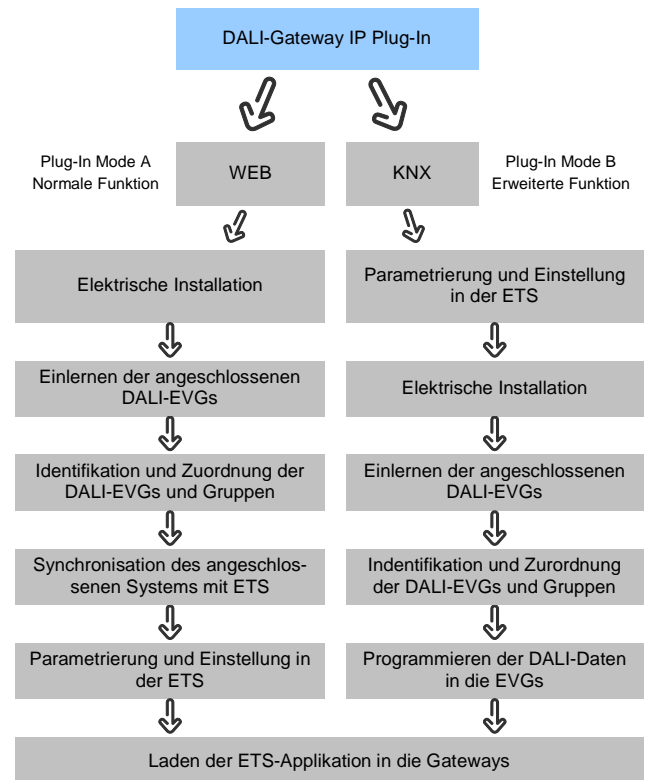 DALI-Gateway IP Plug-In
Plug-In Mode A
Normale Funktion
WEB
KNX
Plug-In Mode B
Erweiterte Funktion
Elektrische Installation
Einlernen der angeschlossenen
DALI-EVGs
Identifikation und Zuordnung der
DALI-EVGs und Gruppen
Synchronisation des angeschlos-
senen Systems mit ETS
Parametrierung und Einstellung in
der ETS
Parametrierung und Einstellung
in der ETS
Elektrische Installation
Einlernen der angeschlossenen
DALI-EVGs
Indentifikation und Zurordnung
der DALI-EVGs und Gruppen
Programmieren der DALI-Daten
in die EVGs
Laden der ETS-Applikation in die Gateways